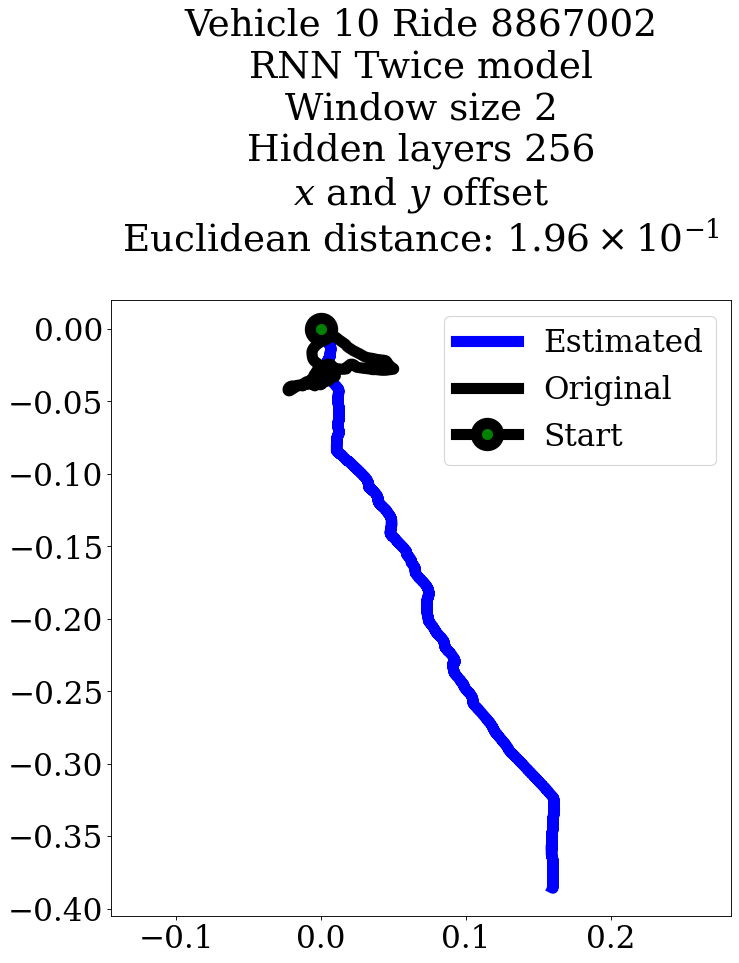 Vehicle 10 Ride 8867002
RNN Twice model
Window size 2
Hidden layers 256
x and y offset
Euclidean distance: 1.96 × 10⁻¹
Estimated
Original
Start
0.00
−0.05
−0.10
−0.15
−0.20
−0.25
−0.30
−0.35
−0.40
−0.1
0.0
0.1
0.2